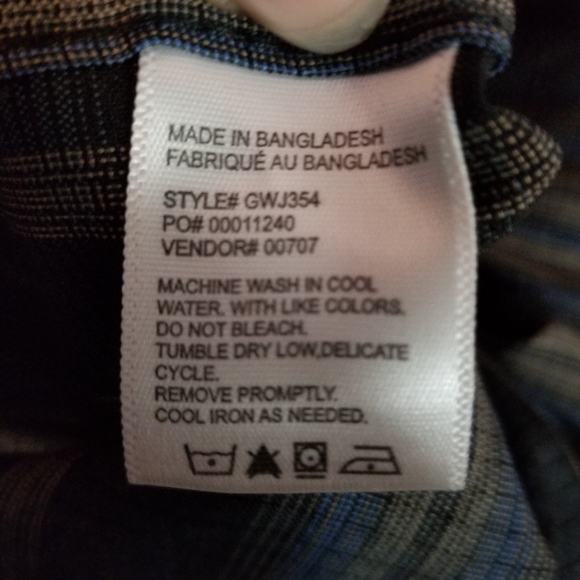 MADE IN BANGLADESH
FABRIQUÉ AU BANGLADESH
STYLE# GWJ354
PO# 00011240
VENDOR# 00707
MACHINE WASH IN COOL
WATER. WITH LIKE COLORS.
DO NOT BLEACH.
TUMBLE DRY LOW,DELICATE
CYCLE.
REMOVE PROMPTLY.
COOL IRON AS NEEDED.